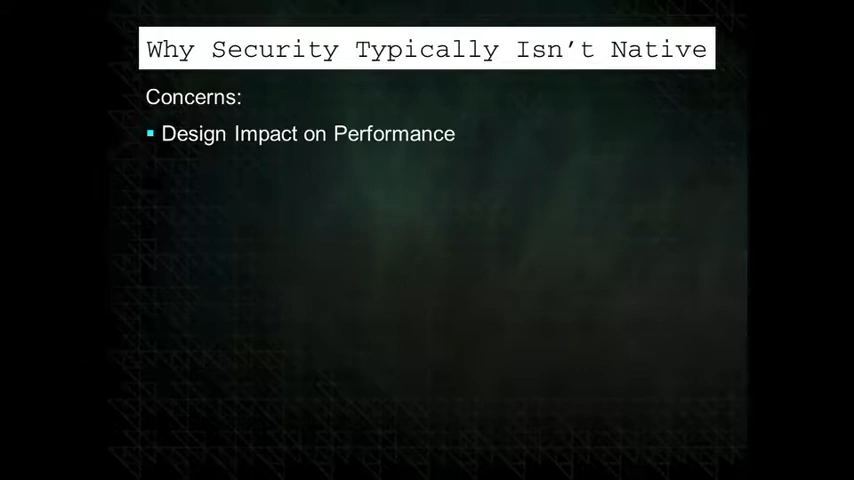 Why Security Typically Isn’t Native
Concerns:
▪ Design Impact on Performance